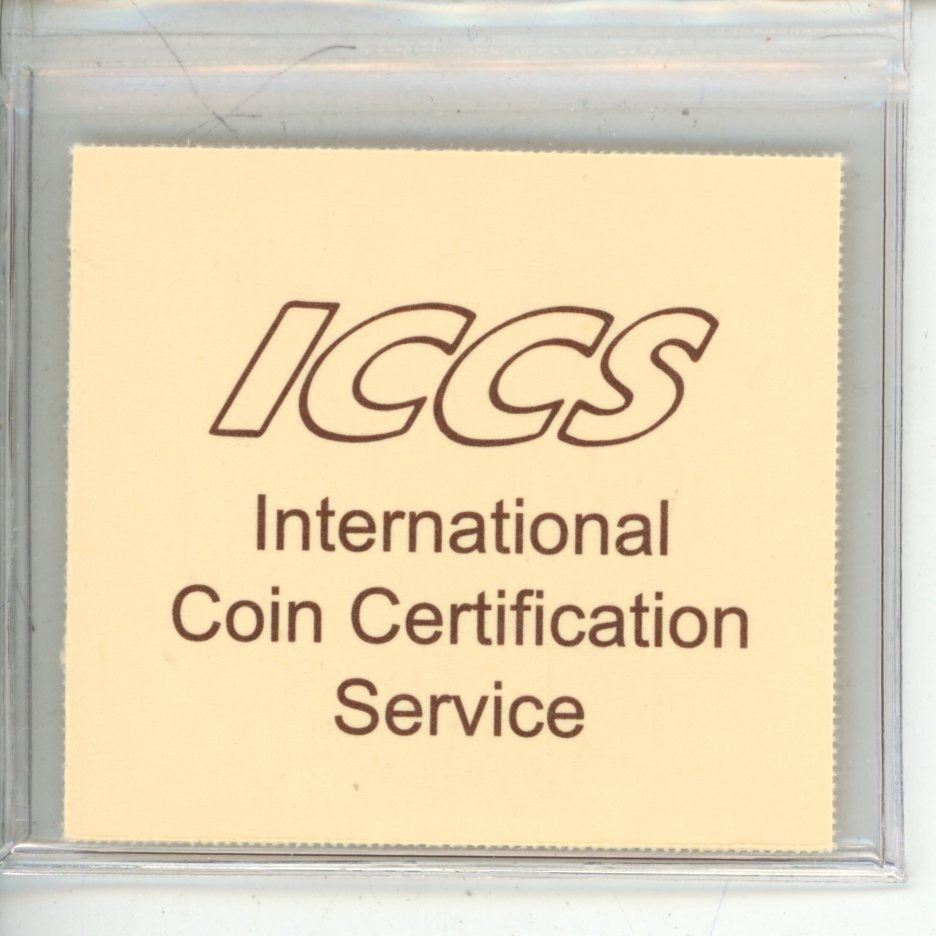 ICCS
International
Coin Certification
Service